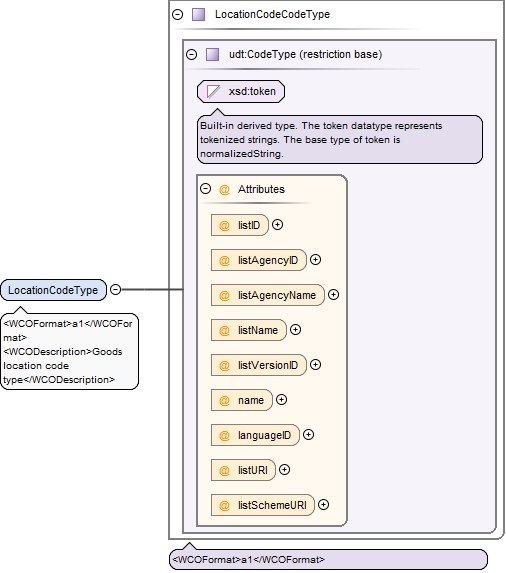 LocationCodeCodeType
udt:CodeType (restriction base)
xsd:token
Built-in derived type. The token datatype represents
tokenized strings. The base type of token is
normalizedString.
@ Attributes
@ listID
@ listAgencyID
@ listAgencyName
@ listName
@ listVersionID
@ name
@ languageID
@ listURI
@ listSchemeURI
LocationCodeType
<WCOFormat>a1</WCOFor
mat>
<WCODescription>Goods
location code
type</WCODescription>
<WCOFormat>a1</WCOFormat>